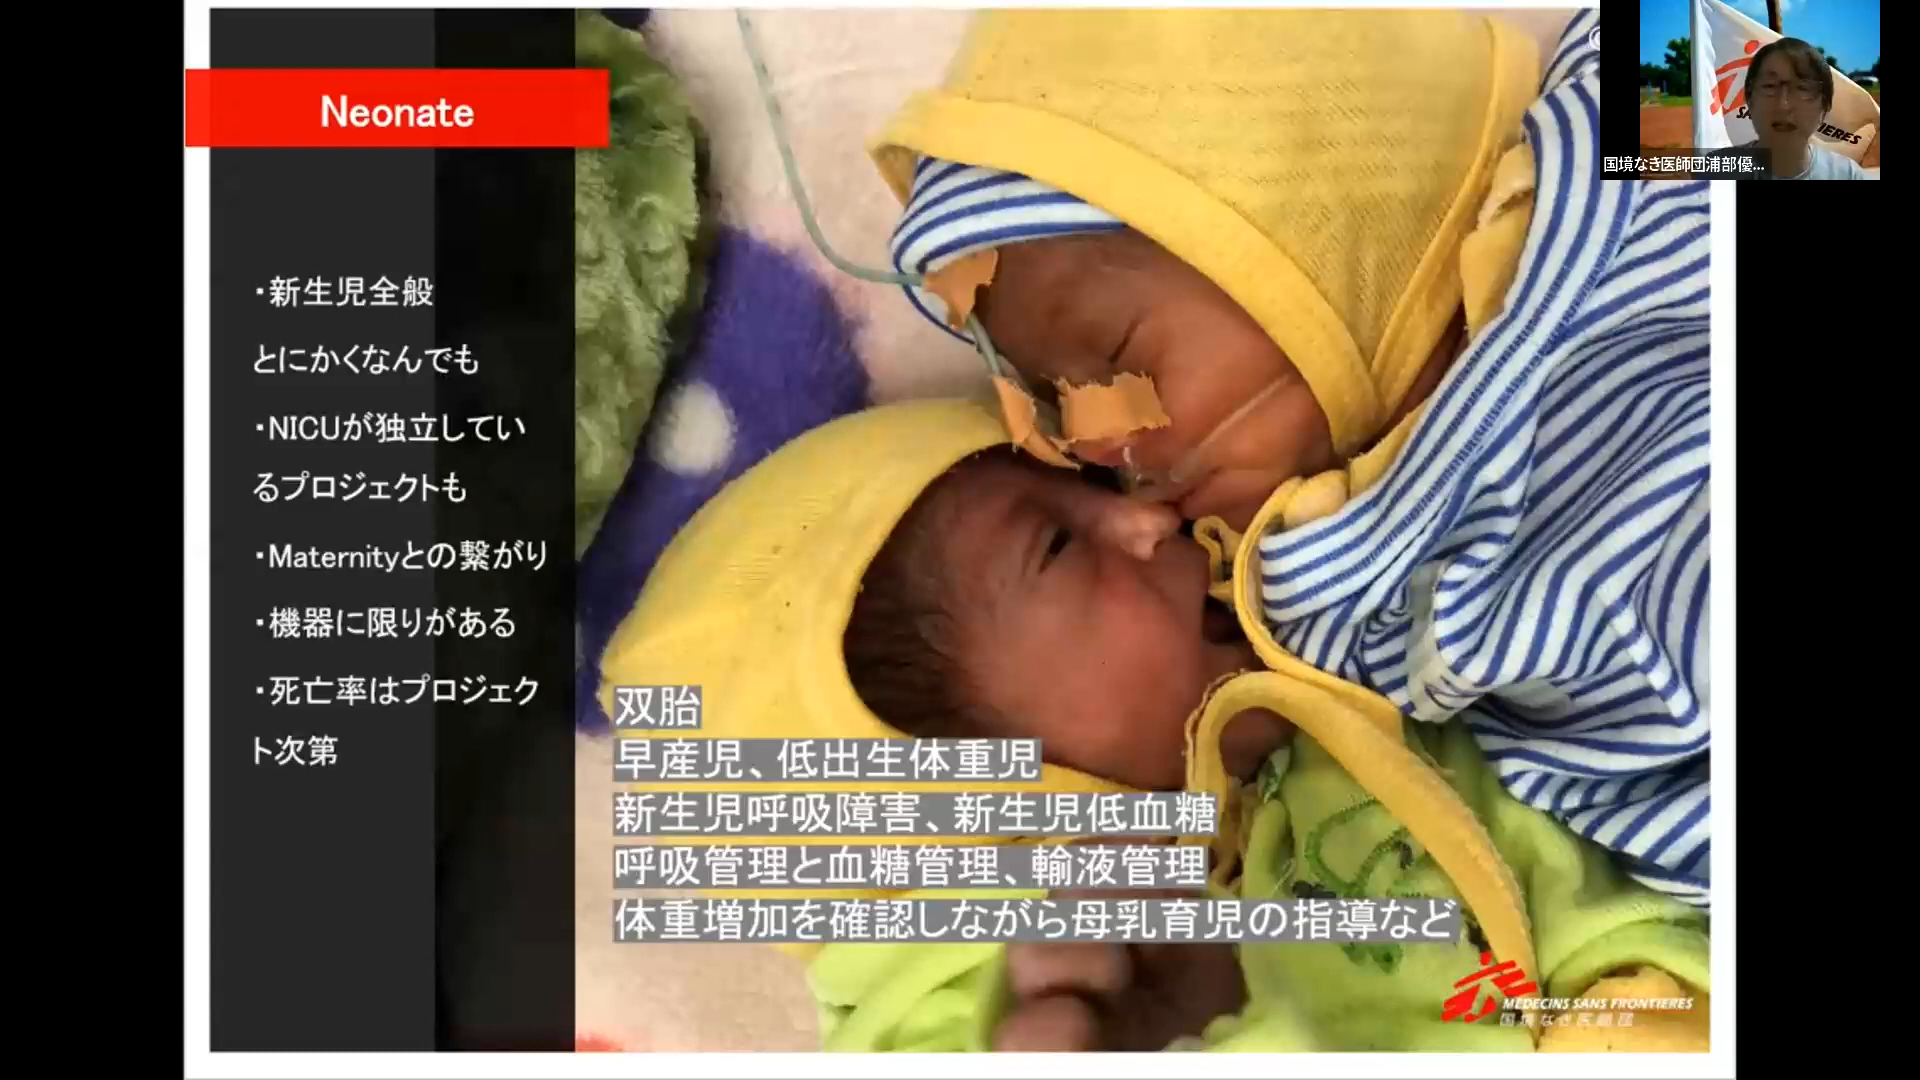 Neonate
・新生児全般
とにかくなんでも
・NICUが独立してい
るプロジェクトも
・Maternityとの繋がり
・機器に限りがある
・死亡率はプロジェク
ト次第
双胎
早産児、低出生体重児
新生児呼吸障害、新生児低血糖
呼吸管理と血糖管理、輸液管理
体重増加を確認しながら母乳育児の指導など
MEDECINS SANS FRONTIERES
国境なき医師団
国境なき医師団浦部優...